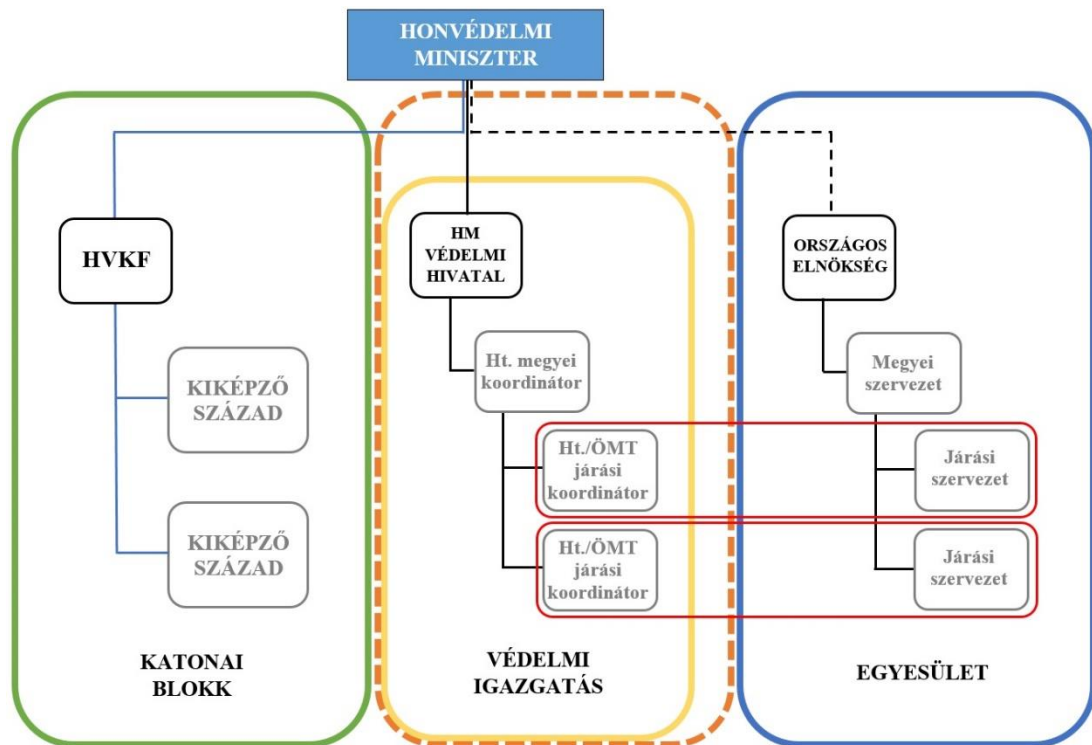 HONVÉDELMI
MINISZTER
HVKF
KIKÉPZŐ
SZÁZAD
KIKÉPZŐ
SZÁZAD
KATONAI
BLOKK
HM
VÉDELMI
HIVATAL
Ht. megyei
koordinátor
Ht./ÖMT
járási
koordinátor
Ht./ÖMT
járási
koordinátor
VÉDELMI
IGAZGATÁS
ORSZÁGOS
ELNÖKSÉG
Megyei
szervezet
Járási
szervezet
Járási
szervezet
EGYESÜLET